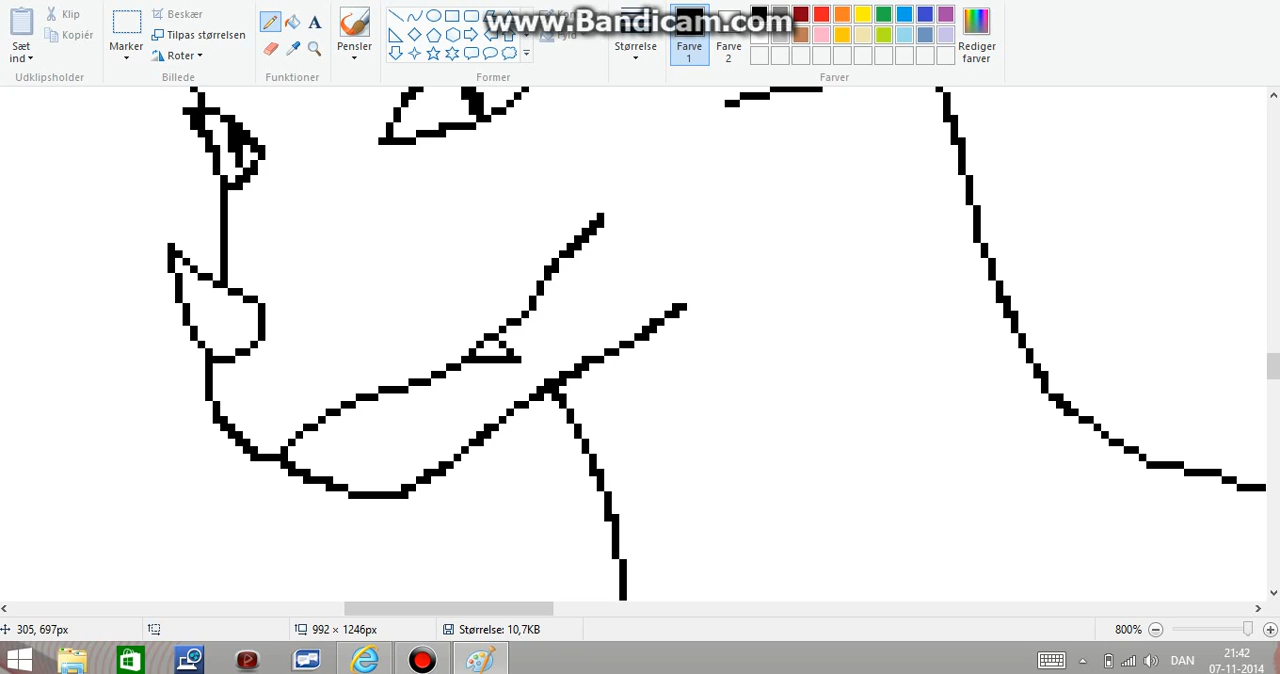 www.Bandicam.com
Sæt
ind
Klip
Kopiér
Udklipsholder
Marker
Beskær
Tilpas størrelsen
Roter
Billede
A
Funktioner
Pensler
Former
Størrelse
Farve
1
Farve
2
Rediger
farver
Farver
305, 697px
992 × 1246px
Størrelse: 10,7KB
800%
DAN
21:42
07-11-2014